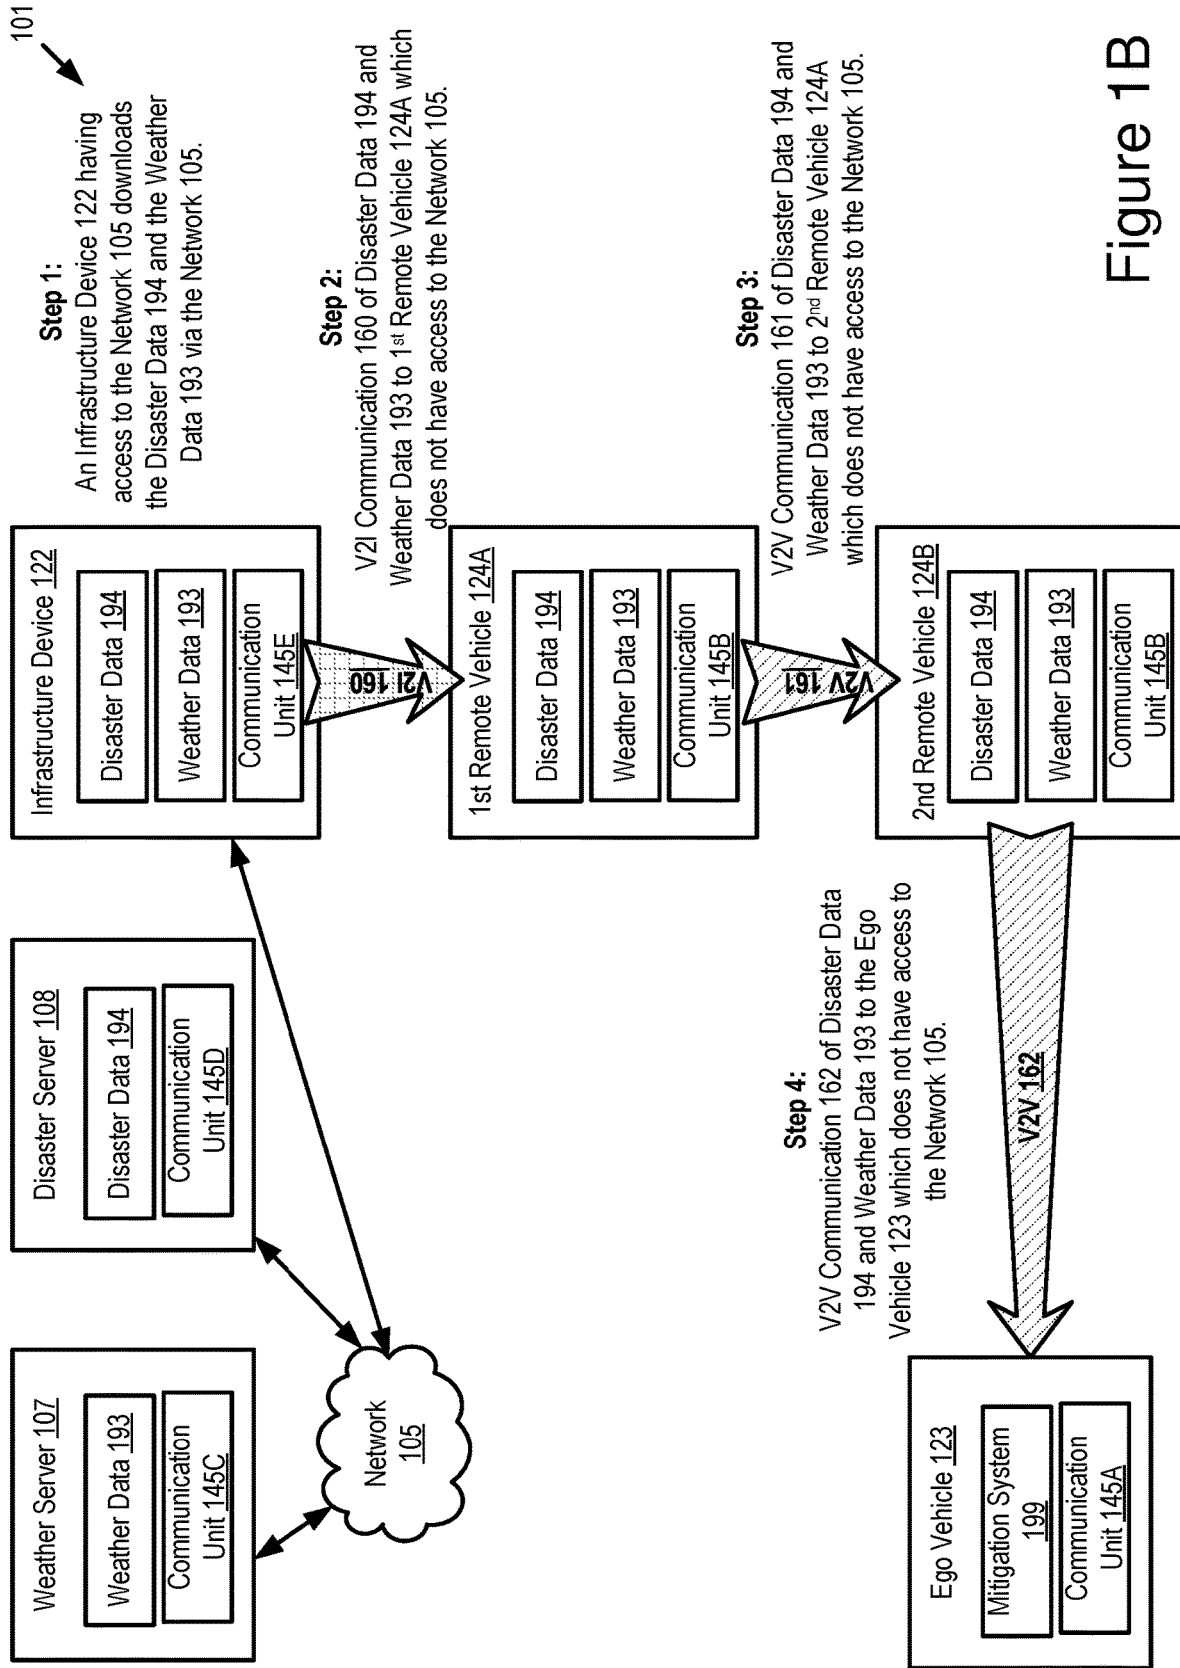 101
Weather Server 107
Weather Data 193
Communication
Unit 145C
Disaster Server 108
Disaster Data 194
Communication
Unit 145D
Infrastructure Device 122
Disaster Data 194
Weather Data 193
Communication
Unit 145E
Step 1:
An Infrastructure Device 122 having
access to the Network 105 downloads
the Disaster Data 194 and the Weather
Data 193 via the Network 105.
Network
105
V2I 160
Step 2:
V2I Communication 160 of Disaster Data 194 and
Weather Data 193 to 1st Remote Vehicle 124A which
does not have access to the Network 105.
1st Remote Vehicle 124A
Disaster Data 194
Weather Data 193
Communication
Unit 145B
V2V 161
Step 3:
V2V Communication 161 of Disaster Data 194 and
Weather Data 193 to 2nd Remote Vehicle 124A
which does not have access to the Network 105.
Step 4:
V2V Communication 162 of Disaster Data
194 and Weather Data 193 to the Ego
Vehicle 123 which does not have access to
the Network 105.
2nd Remote Vehicle 124B
Disaster Data 194
Weather Data 193
Communication
Unit 145B
V2V 162
Ego Vehicle 123
Mitigation System
199
Communication
Unit 145A
Figure 1B